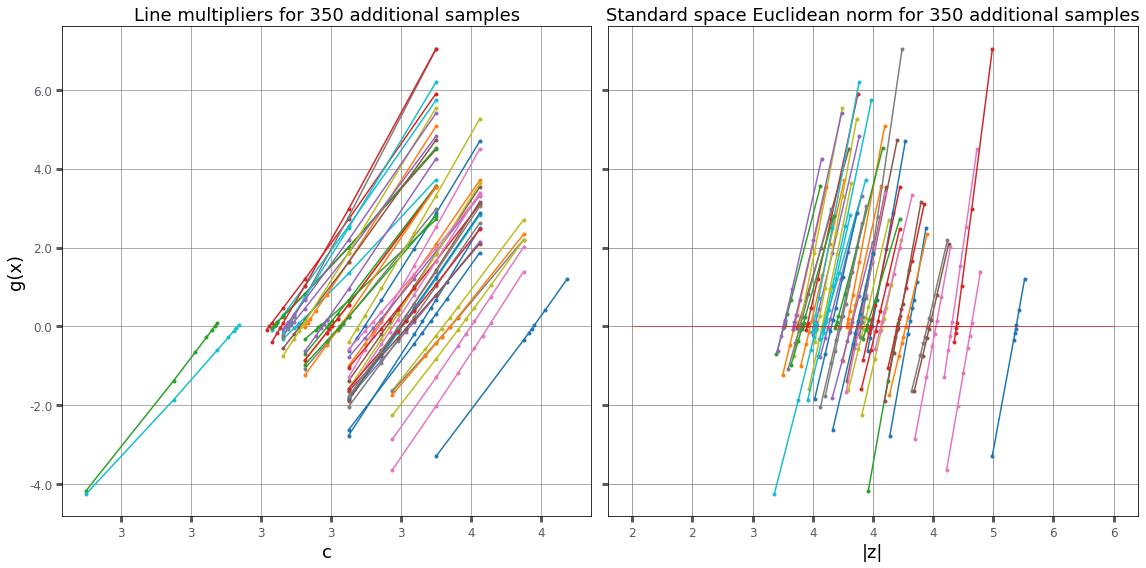 Line multipliers for 350 additional samples
Standard space Euclidean norm for 350 additional samples
g(x)
6.0
4.0
2.0
0.0
-2.0
-4.0
3 3 3 3 3 4 4
2 2 3 4 4 4 5 6 6
c
|z|